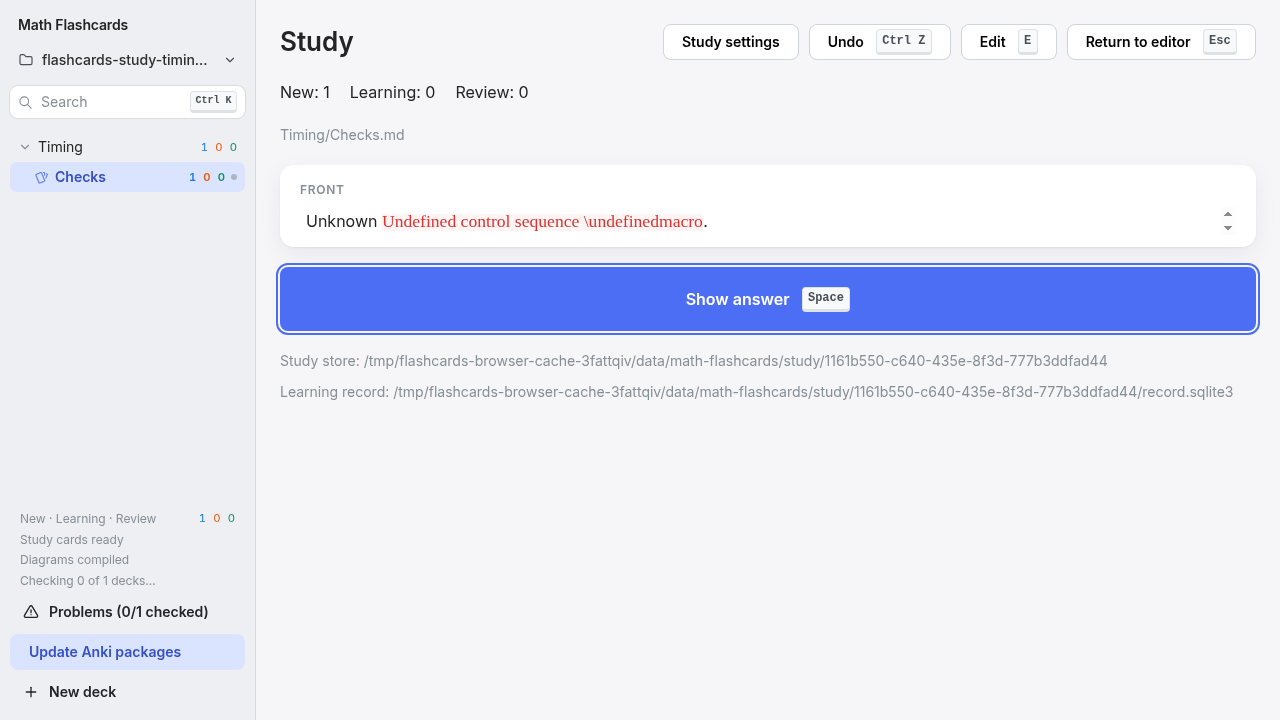 Math Flashcards
flashcards-study-timin...
Search Ctrl K
Timing 1 0 0
Checks 1 0 0
New · Learning · Review 1 0 0
Study cards ready
Diagrams compiled
Checking 0 of 1 decks...
Problems (0/1 checked)
Update Anki packages
New deck
Study
Study settings
Undo Ctrl Z
Edit E
Return to editor Esc
New: 1 Learning: 0 Review: 0
Timing/Checks.md
FRONT
Unknown Undefined control sequence \undefinedmacro.
Show answer Space
Study store: /tmp/flashcards-browser-cache-3fattqiv/data/math-flashcards/study/1161b550-c640-435e-8f3d-777b3ddfad44
Learning record: /tmp/flashcards-browser-cache-3fattqiv/data/math-flashcards/study/1161b550-c640-435e-8f3d-777b3ddfad44/record.sqlite3